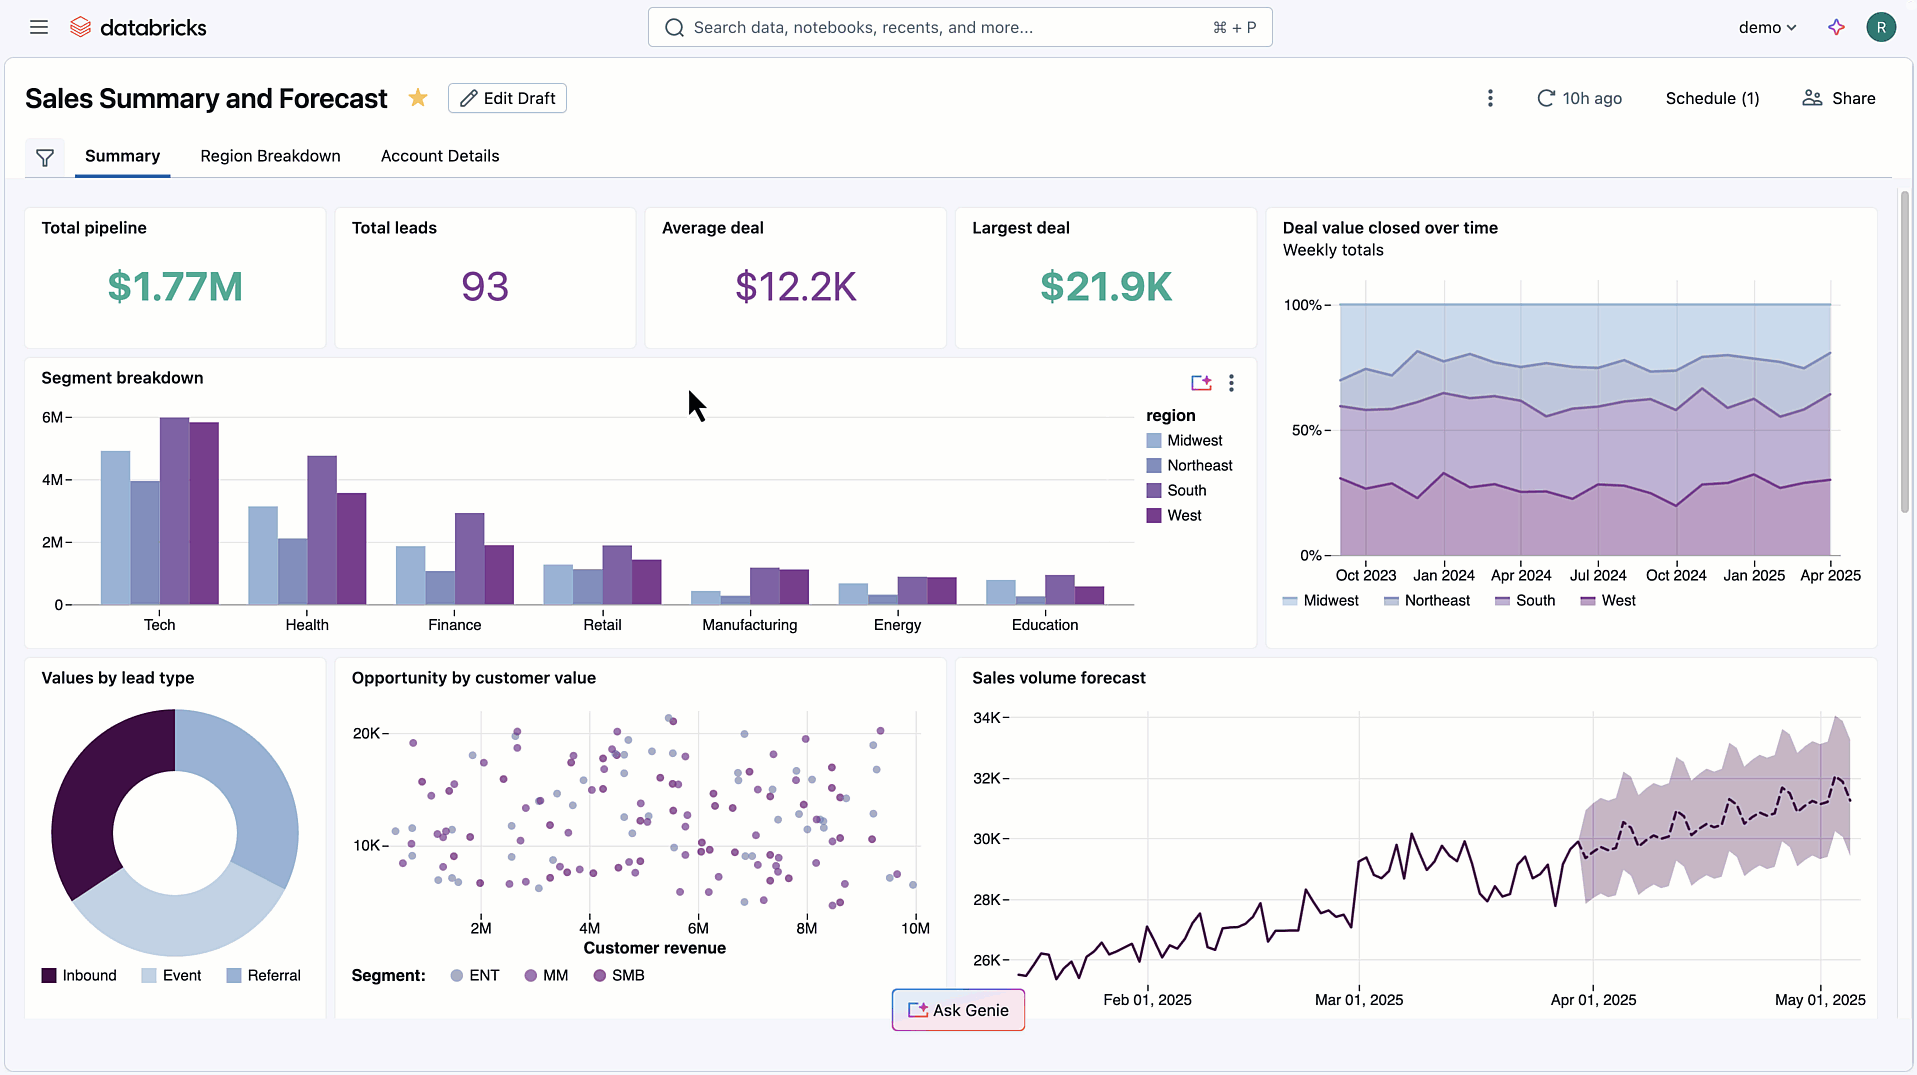 databricks
Search data, notebooks, recents, and more...
⌘ + P
demo
R
Sales Summary and Forecast
Edit Draft
10h ago
Schedule (1)
Share
Summary
Region Breakdown
Account Details
Total pipeline
$1.77M
Total leads
93
Average deal
$12.2K
Largest deal
$21.9K
Deal value closed over time
Weekly totals
100%
50%
0%
Oct 2023 Jan 2024 Apr 2024 Jul 2024 Oct 2024 Jan 2025 Apr 2025
Midwest Northeast South West
Segment breakdown
6M
4M
2M
0
Tech Health Finance Retail Manufacturing Energy Education
region
Midwest
Northeast
South
West
Values by lead type
Inbound Event Referral
Opportunity by customer value
20K
10K
2M 4M 6M 8M 10M
Customer revenue
Segment: ENT MM SMB
Sales volume forecast
34K
32K
30K
28K
26K
Feb 01, 2025 Mar 01, 2025 Apr 01, 2025 May 01, 2025
Ask Genie